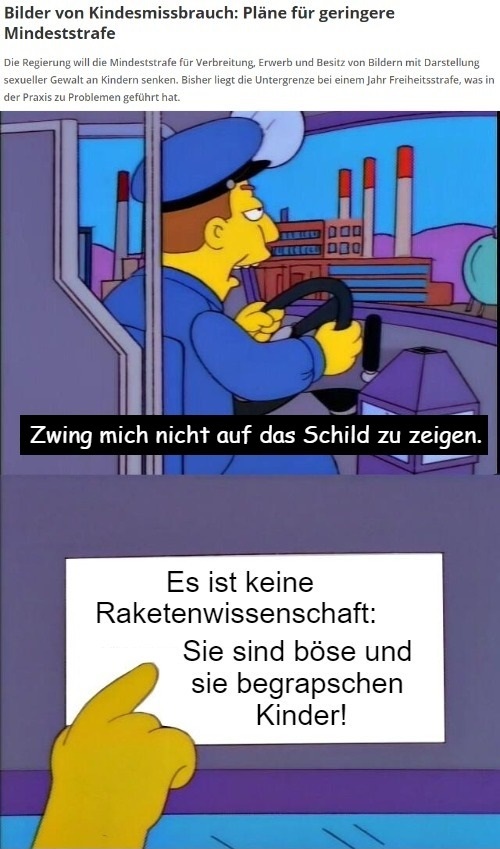 Bilder von Kindesmissbrauch: Pläne für geringere
Mindeststrafe
Die Regierung will die Mindeststrafe für Verbreitung, Erwerb und Besitz von Bildern mit Darstellung
sexueller Gewalt an Kindern senken. Bisher liegt die Untergrenze bei einem Jahr Freiheitsstrafe, was in
der Praxis zu Problemen geführt hat.
Zwing mich nicht auf das Schild zu zeigen.
Es ist keine
Raketenwissenschaft:
Sie sind böse und
sie begrapschen
Kinder!